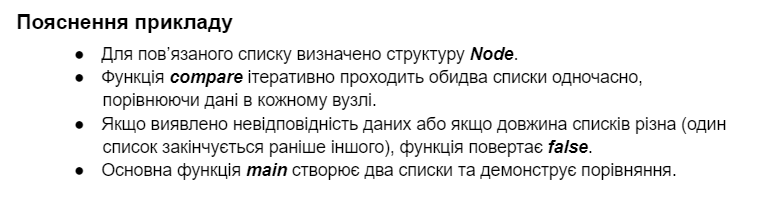 Пояснення прикладу
● Для пов’язаного списку визначено структуру Node.
● Функція compare ітеративно проходить обидва списки одночасно,
порівнюючи дані в кожному вузлі.
● Якщо виявлено невідповідність даних або якщо довжина списків різна (один
список закінчується раніше іншого), функція повертає false.
● Основна функція main створює два списки та демонструє порівняння.